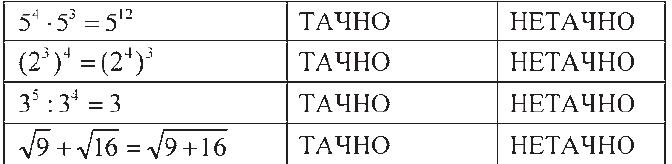 5⁴ · 5³ = 5¹² ТАЧНО НЕТАЧНО
(2³)⁴ = (2⁴)³ ТАЧНО НЕТАЧНО
3⁵ : 3⁴ = 3 ТАЧНО НЕТАЧНО
√9 + √16 = √(9+16) ТАЧНО НЕТАЧНО